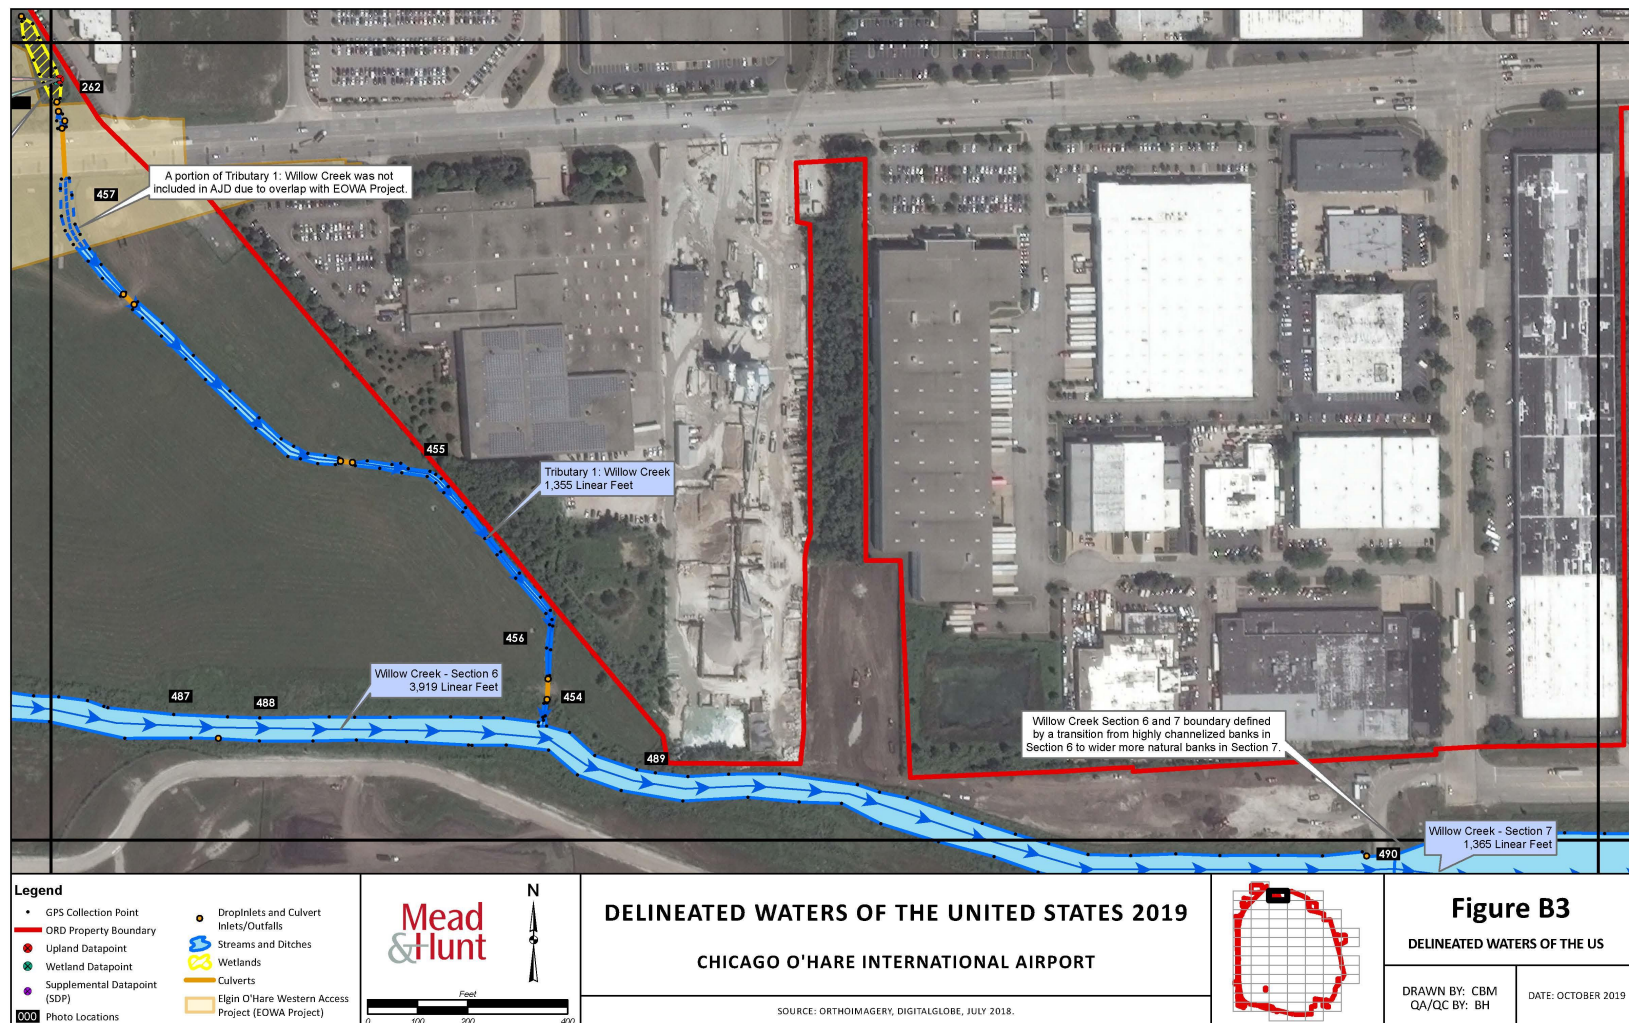 262
457
A portion of Tributary 1: Willow Creek was not
included in AJD due to overlap with EOWA Project.
455
Tributary 1: Willow Creek
1,355 Linear Feet
456
454
Willow Creek - Section 6
3,919 Linear Feet
487
488
489
Willow Creek Section 6 and 7 boundary defined
by a transition from highly channelized banks in
Section 6 to wider more natural banks in Section 7.
490
Willow Creek - Section 7
1,365 Linear Feet
Legend
GPS Collection Point
ORD Property Boundary
Upland Datapoint
Wetland Datapoint
Supplemental Datapoint
(SDP)
000 Photo Locations
DropInlets and Culvert
Inlets/Outfalls
Streams and Ditches
Wetlands
Culverts
Elgin O'Hare Western Access
Project (EOWA Project)
Mead
&Hunt
N
Feet
0 100 200 400
DELINEATED WATERS OF THE UNITED STATES 2019
CHICAGO O'HARE INTERNATIONAL AIRPORT
SOURCE: ORTHOIMAGERY, DIGITALGLOBE, JULY 2018.
Figure B3
DELINEATED WATERS OF THE US
DRAWN BY: CBM
QA/QC BY: BH
DATE: OCTOBER 2019